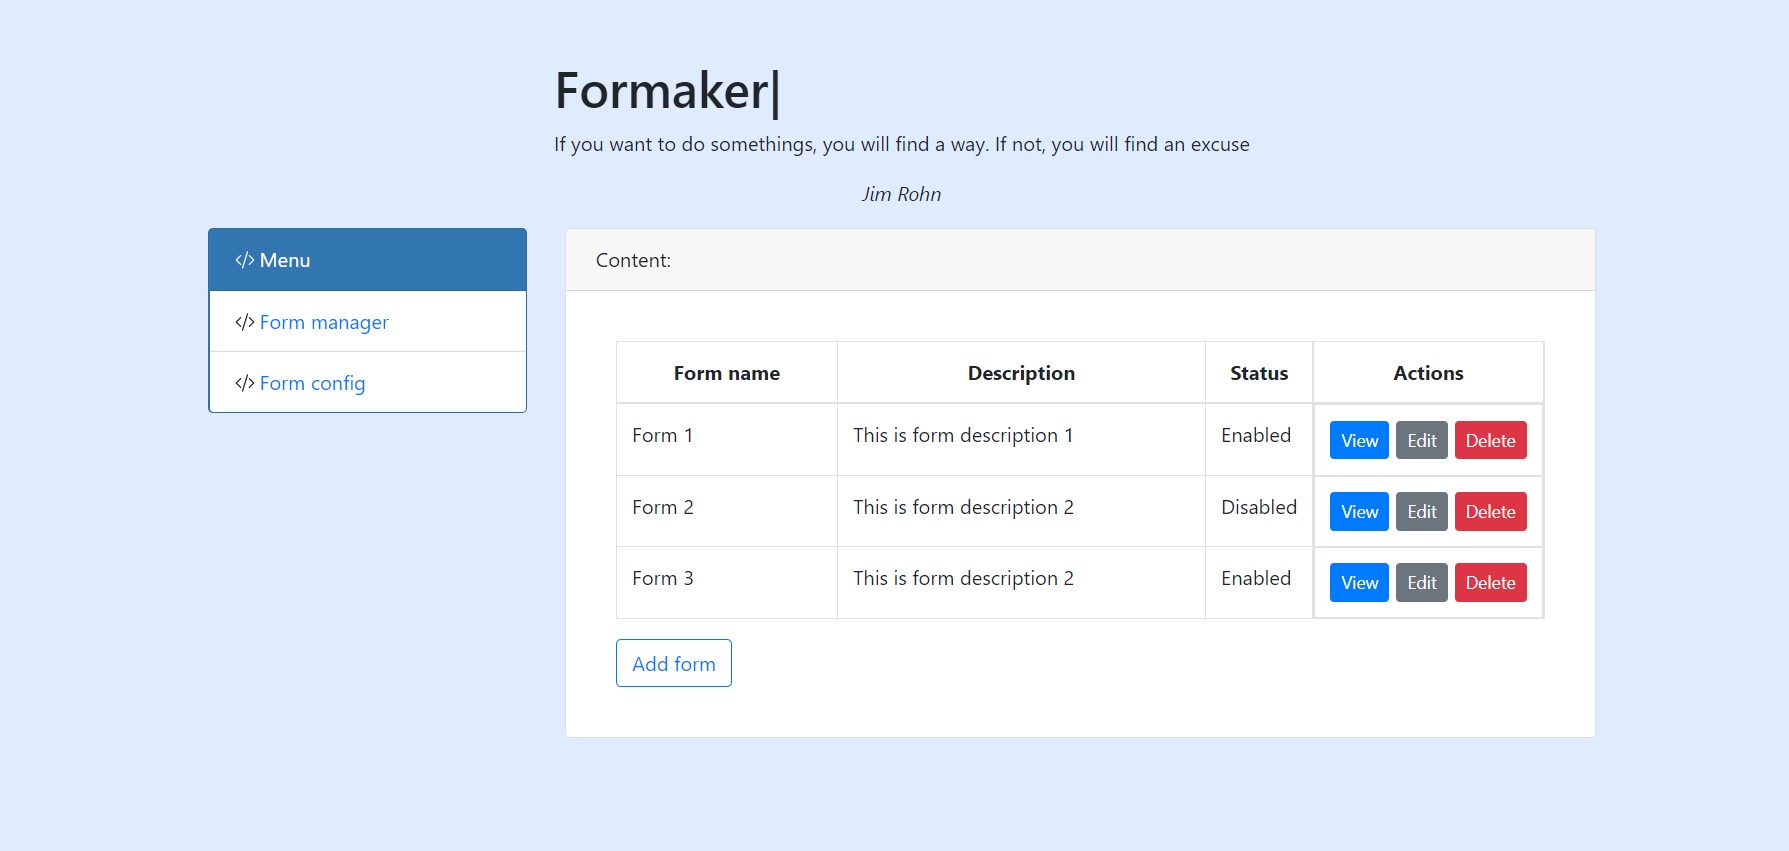 Formaker|
If you want to do somethings, you will find a way. If not, you will find an excuse
Jim Rohn
</> Menu
</> Form manager
</> Form config
Content:
Form name Description Status Actions
Form 1 This is form description 1 Enabled View Edit Delete
Form 2 This is form description 2 Disabled View Edit Delete
Form 3 This is form description 2 Enabled View Edit Delete
Add form